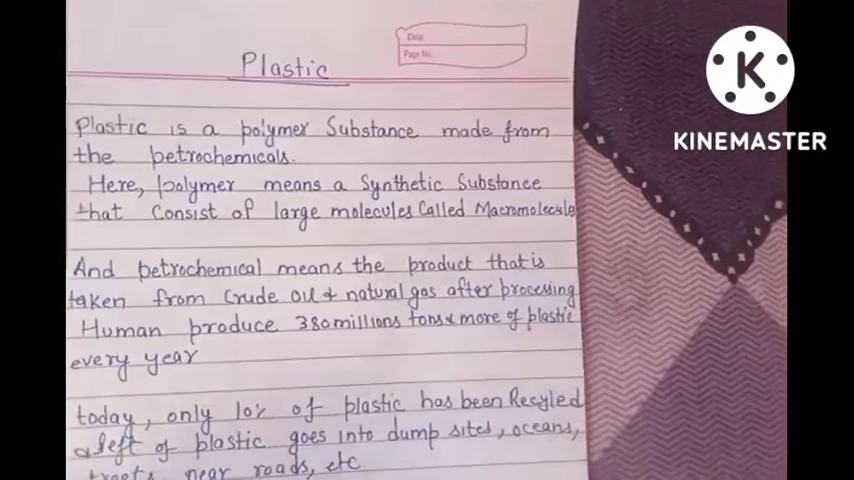 Date
Page No.
Plastic
Plastic is a polymer Substance made from
the petrochemicals.
Here, polymer means a Synthetic Substance
that consist of large molecules Called Macromolecule
And petrochemical means the product that is
taken from Crude oil & natural gas after processing
Human produce 380 millions tons & more of plastic
every year
today, only 10% of plastic has been Recyled
& left of plastic goes into dump sites, oceans,
near roads, etc
K
KINEMASTER